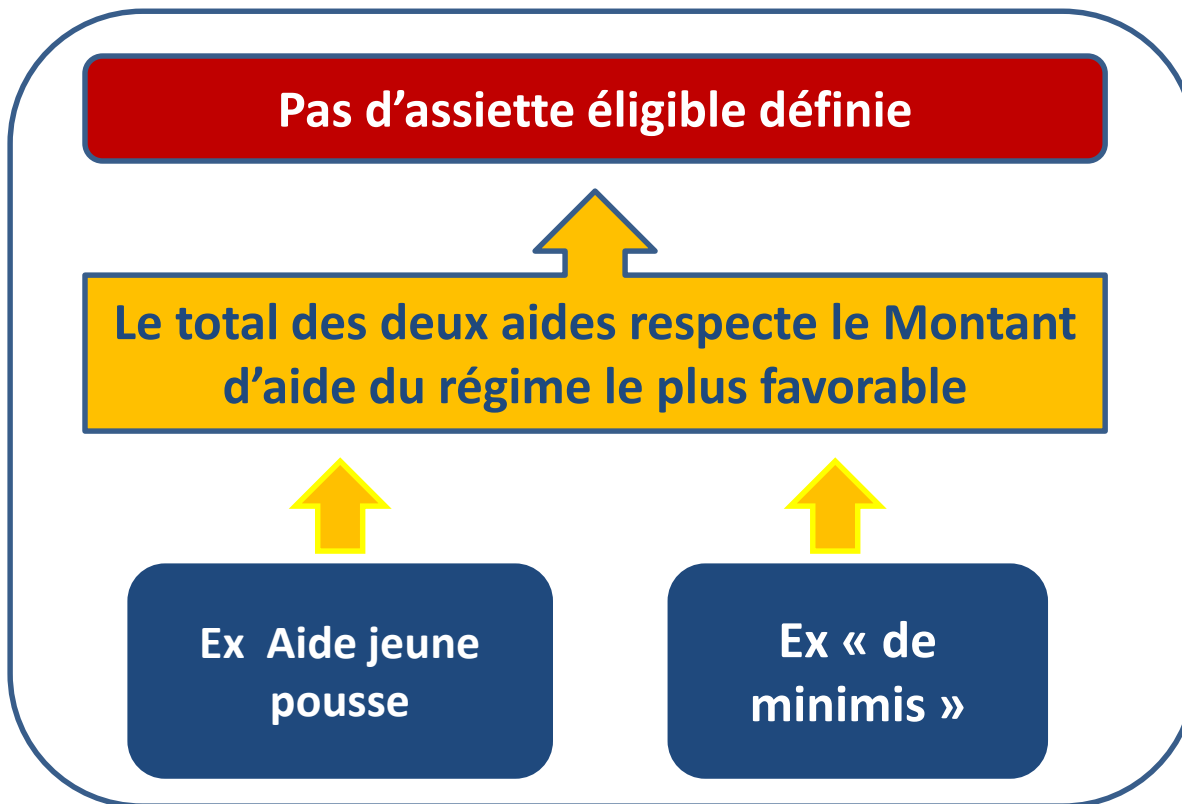 Pas d’assiette éligible définie
Le total des deux aides respecte le Montant
d’aide du régime le plus favorable
Ex  Aide jeune
pousse
Ex « de
minimis »